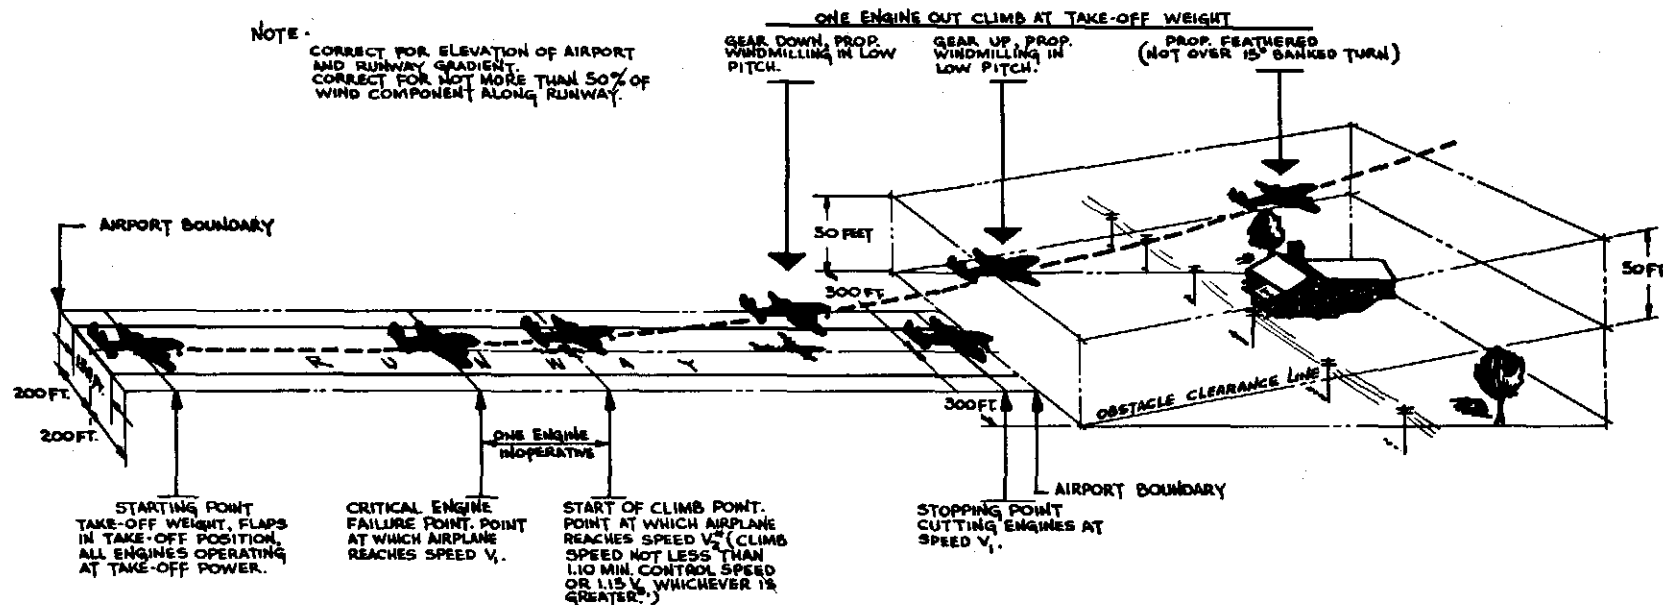 NOTE.
CORRECT FOR ELEVATION OF AIRPORT
AND RUNWAY GRADIENT.
CORRECT FOR NOT MORE THAN 50% OF
WIND COMPONENT ALONG RUNWAY.
ONE ENGINE OUT CLIMB AT TAKE-OFF WEIGHT
GEAR DOWN, PROP.
WINDMILLING IN LOW
PITCH.
GEAR UP, PROP.
WINDMILLING IN
LOW PITCH.
PROP. FEATHERED
(NOT OVER 15° BANKED TURN)
AIRPORT BOUNDARY
50 FEET
300 FT.
50 FT.
RUNWAY
200 FT.
200 FT.
300 FT.
OBSTACLE CLEARANCE LINE
ONE ENGINE
INOPERATIVE
AIRPORT BOUNDARY
STARTING POINT
TAKE-OFF WEIGHT, FLAPS
IN TAKE-OFF POSITION,
ALL ENGINES OPERATING
AT TAKE-OFF POWER.
CRITICAL ENGINE
FAILURE POINT. POINT
AT WHICH AIRPLANE
REACHES SPEED V₁.
START OF CLIMB POINT.
POINT AT WHICH AIRPLANE
REACHES SPEED V₂* (CLIMB
SPEED NOT LESS THAN
1.10 MIN. CONTROL SPEED
OR 1.15 V, WHICHEVER IS
GREATER.)
STOPPING POINT
CUTTING ENGINES AT
SPEED V₁.